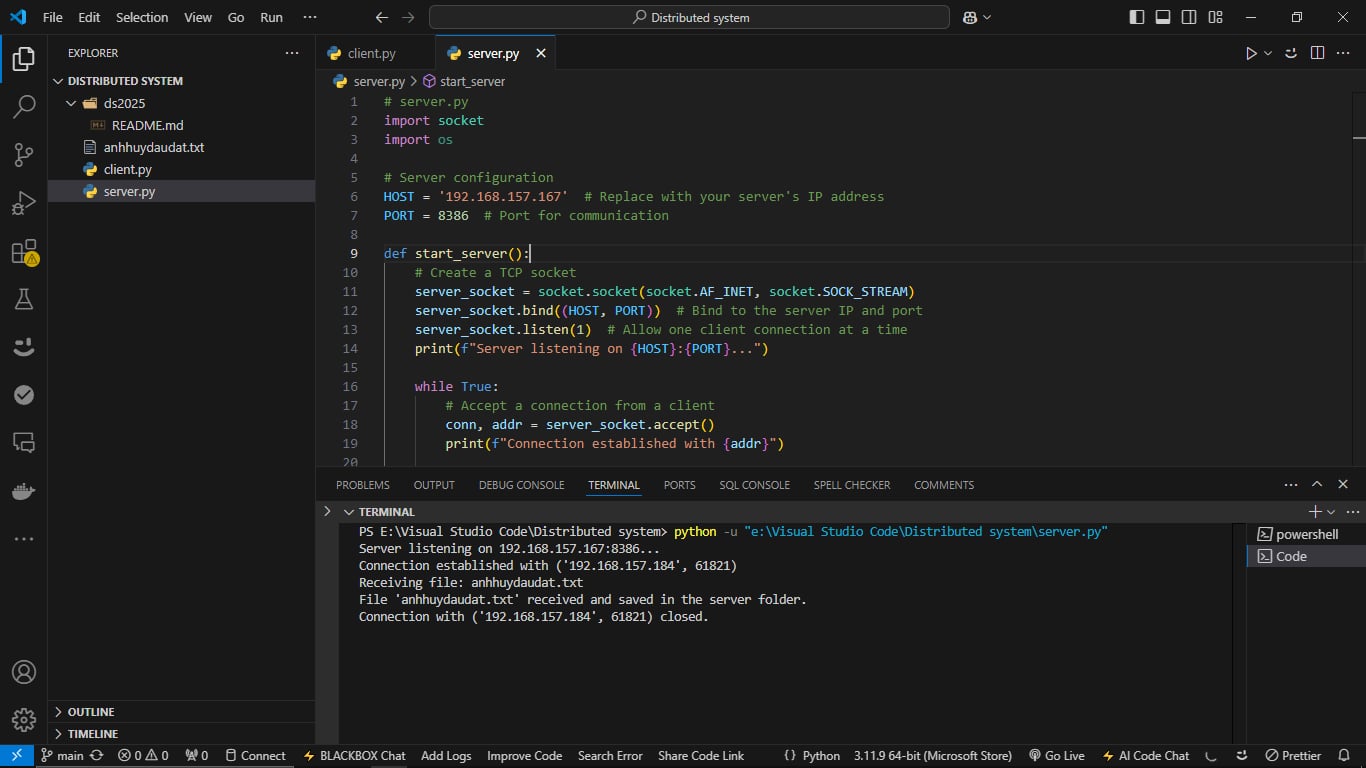 File Edit Selection View Go Run ... Distributed system
EXPLORER ...
client.py server.py
DISTRIBUTED SYSTEM
server.py > start_server
ds2025
README.md
anhhuydaudat.txt
client.py
server.py
1 # server.py
2 import socket
3 import os
4
5 # Server configuration
6 HOST = '192.168.157.167'  # Replace with your server's IP address
7 PORT = 8386  # Port for communication
8
9 def start_server():
10     # Create a TCP socket
11     server_socket = socket.socket(socket.AF_INET, socket.SOCK_STREAM)
12     server_socket.bind((HOST, PORT))  # Bind to the server IP and port
13     server_socket.listen(1)  # Allow one client connection at a time
14     print(f"Server listening on {HOST}:{PORT}...")
15
16     while True:
17         # Accept a connection from a client
18         conn, addr = server_socket.accept()
19         print(f"Connection established with {addr}")
20
PROBLEMS OUTPUT DEBUG CONSOLE TERMINAL PORTS SQL CONSOLE SPELL CHECKER COMMENTS
TERMINAL
PS E:\Visual Studio Code\Distributed system> python -u "e:\Visual Studio Code\Distributed system\server.py"
Server listening on 192.168.157.167:8386...
Connection established with ('192.168.157.184', 61821)
Receiving file: anhhuydaudat.txt
File 'anhhuydaudat.txt' received and saved in the server folder.
Connection with ('192.168.157.184', 61821) closed.
powershell
Code
OUTLINE
TIMELINE
main 0 0 0 Connect BLACKBOX Chat Add Logs Improve Code Search Error Share Code Link {} Python 3.11.9 64-bit (Microsoft Store) Go Live AI Code Chat Prettier